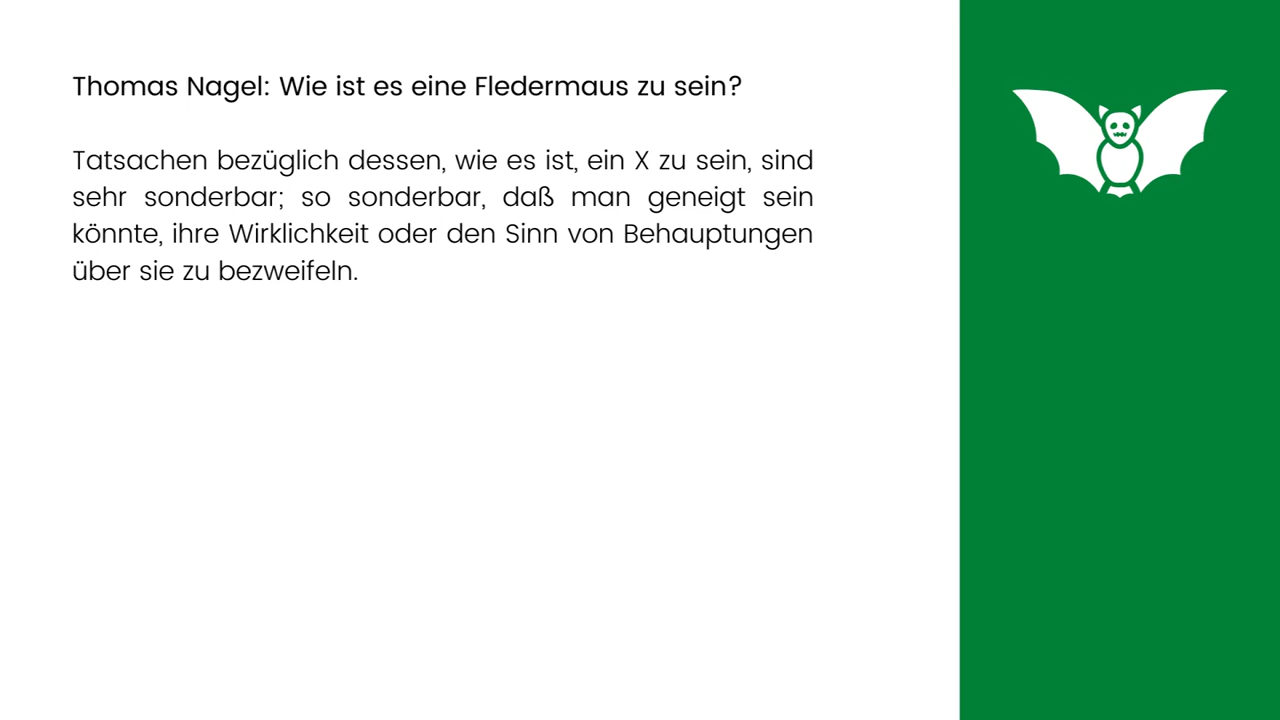 Thomas Nagel: Wie ist es eine Fledermaus zu sein?
Tatsachen bezüglich dessen, wie es ist, ein X zu sein, sind
sehr sonderbar; so sonderbar, daß man geneigt sein
könnte, ihre Wirklichkeit oder den Sinn von Behauptungen
über sie zu bezweifeln.